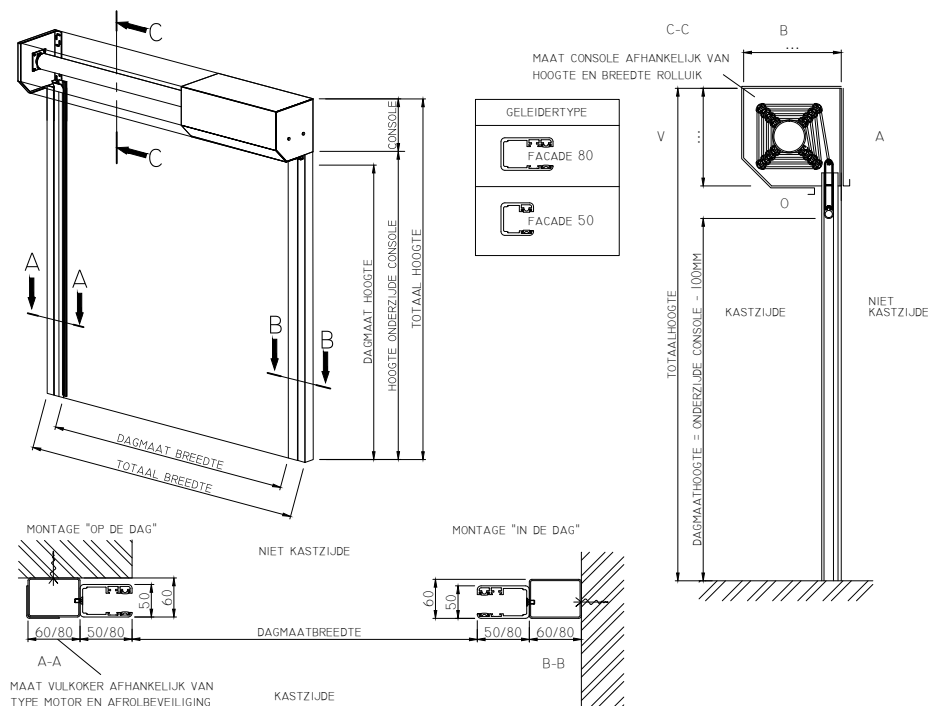 C
C
CONSOLE
DAGMAAT HOOGTE
HOOGTE ONDERZIJDE CONSOLE
TOTAAL HOOGTE
A
A
B
B
DAGMAAT BREEDTE
TOTAAL BREEDTE
GELEIDERTYPE
FACADE 80
FACADE 50
C-C
B
...
MAAT CONSOLE AFHANKELIJK VAN
HOOGTE EN BREEDTE ROLLUIK
V
...
A
O
TOTAALHOOGTE
DAGMAATHOOGTE = ONDERZIJDE CONSOLE - 100MM
KASTZIJDE
NIET
KASTZIJDE
MONTAGE "OP DE DAG"
NIET KASTZIJDE
MONTAGE "IN DE DAG"
50
60
60
50
60/80
50/80
DAGMAATBREEDTE
50/80
60/80
A-A
B-B
MAAT VULKOKER AFHANKELIJK VAN
TYPE MOTOR EN AFROLBEVEILIGING
KASTZIJDE